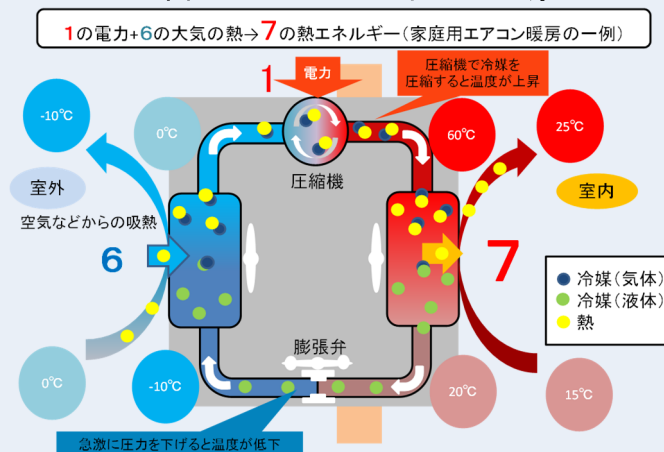 1の電力+6の大気の熱→7の熱エネルギー(家庭用エアコン暖房の一例)
1
電力
圧縮機で冷媒を
圧縮すると温度が上昇
-10℃
0℃
60℃
25℃
圧縮機
室外
室内
空気などからの吸熱
6
7
冷媒(気体)
冷媒(液体)
熱
膨張弁
0℃
-10℃
20℃
15℃
急激に圧力を下げると温度が低下